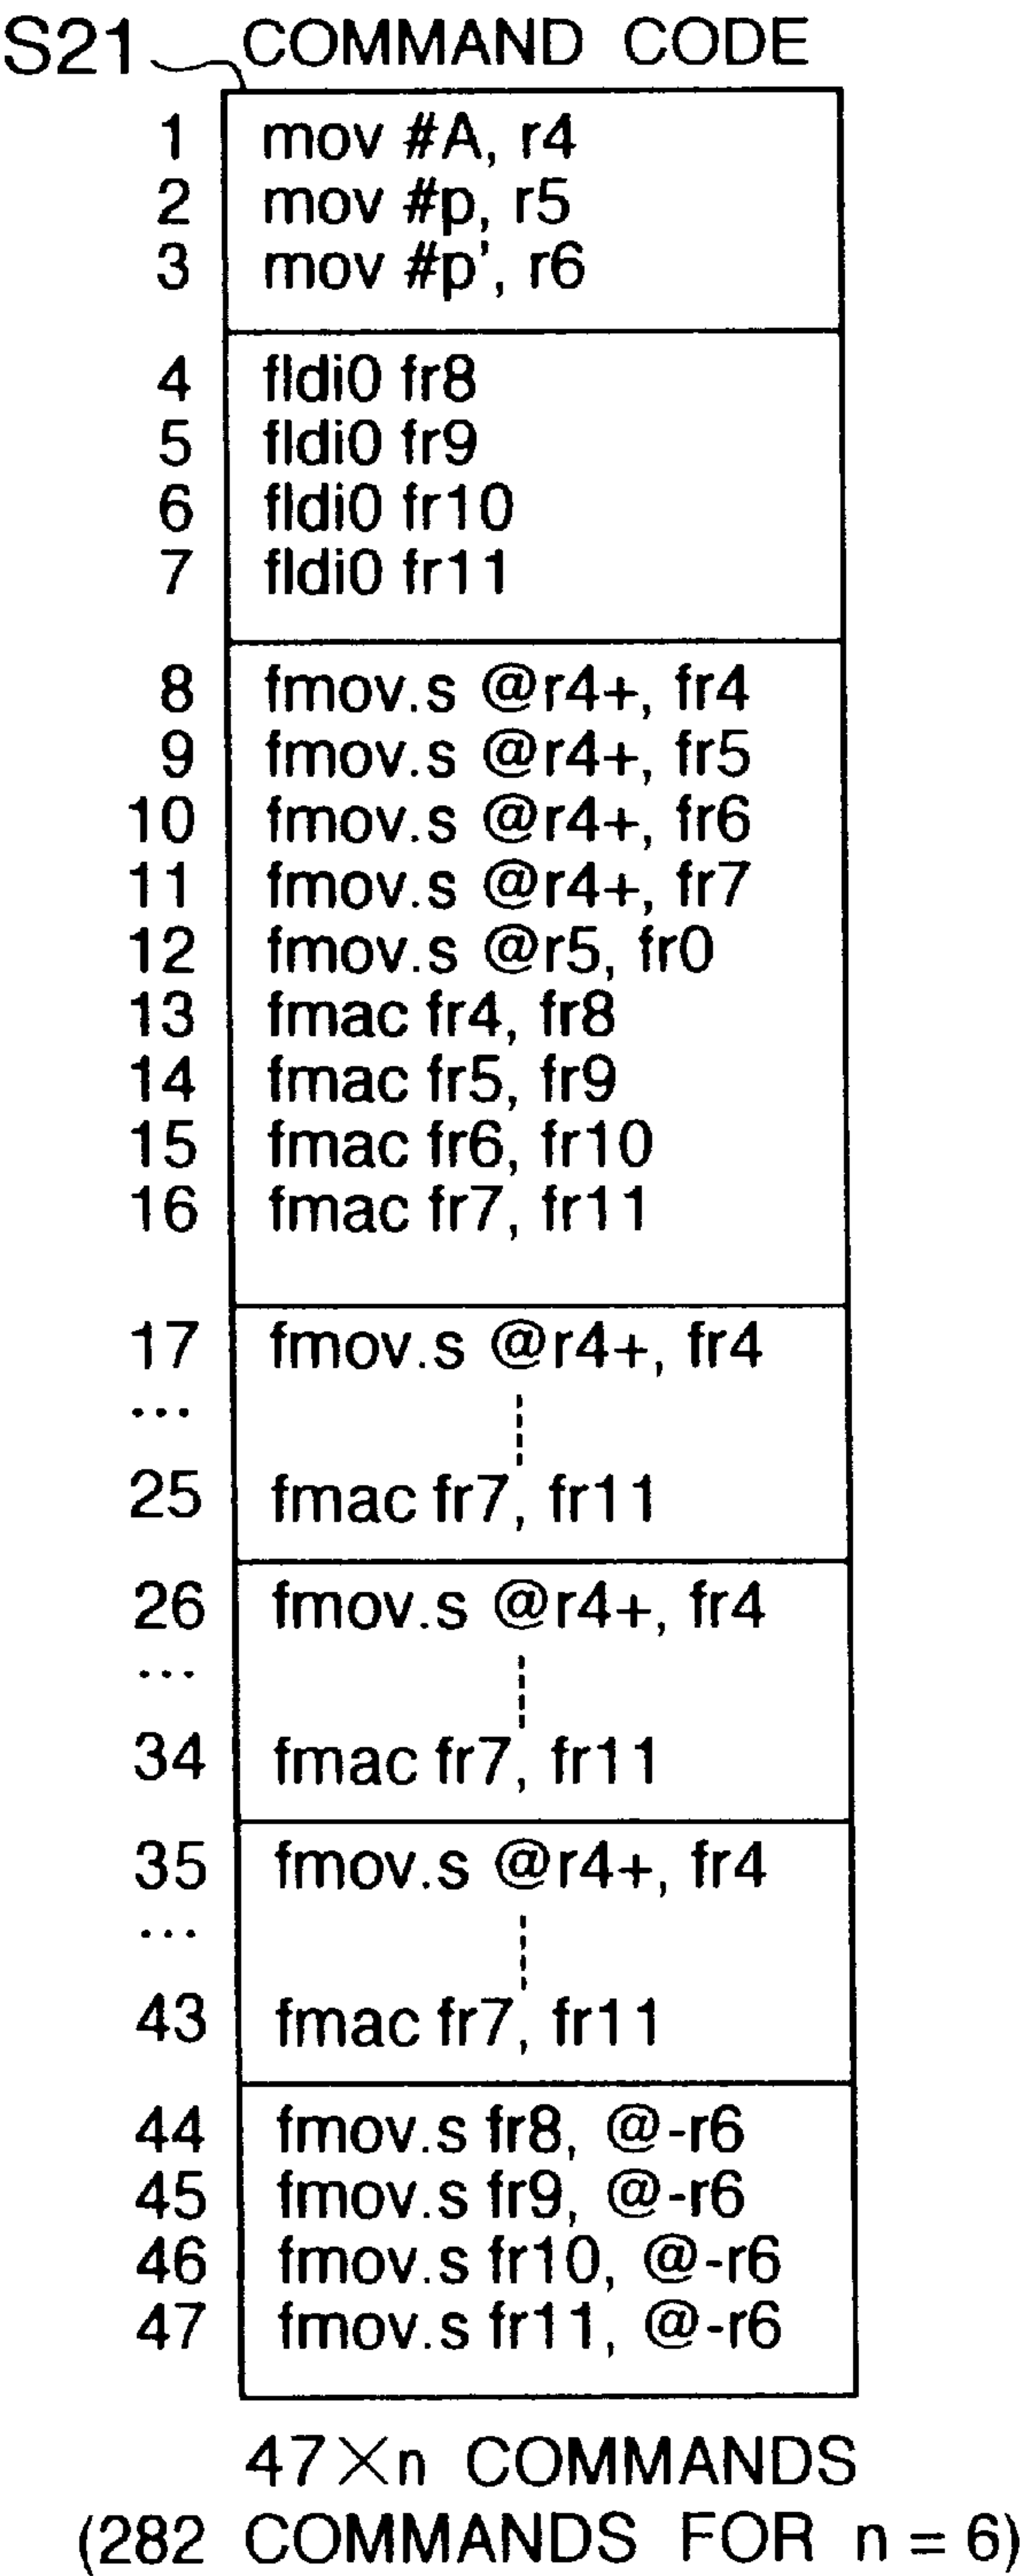 S21 COMMAND CODE
1 mov #A, r4
2 mov #p, r5
3 mov #p', r6
4 fldi0 fr8
5 fldi0 fr9
6 fldi0 fr10
7 fldi0 fr11
8 fmov.s @r4+, fr4
9 fmov.s @r4+, fr5
10 fmov.s @r4+, fr6
11 fmov.s @r4+, fr7
12 fmov.s @r5, fr0
13 fmac fr4, fr8
14 fmac fr5, fr9
15 fmac fr6, fr10
16 fmac fr7, fr11
17 fmov.s @r4+, fr4
...
25 fmac fr7, fr11
26 fmov.s @r4+, fr4
...
34 fmac fr7, fr11
35 fmov.s @r4+, fr4
...
43 fmac fr7, fr11
44 fmov.s fr8, @-r6
45 fmov.s fr9, @-r6
46 fmov.s fr10, @-r6
47 fmov.s fr11, @-r6
47×n COMMANDS
(282 COMMANDS FOR n = 6)